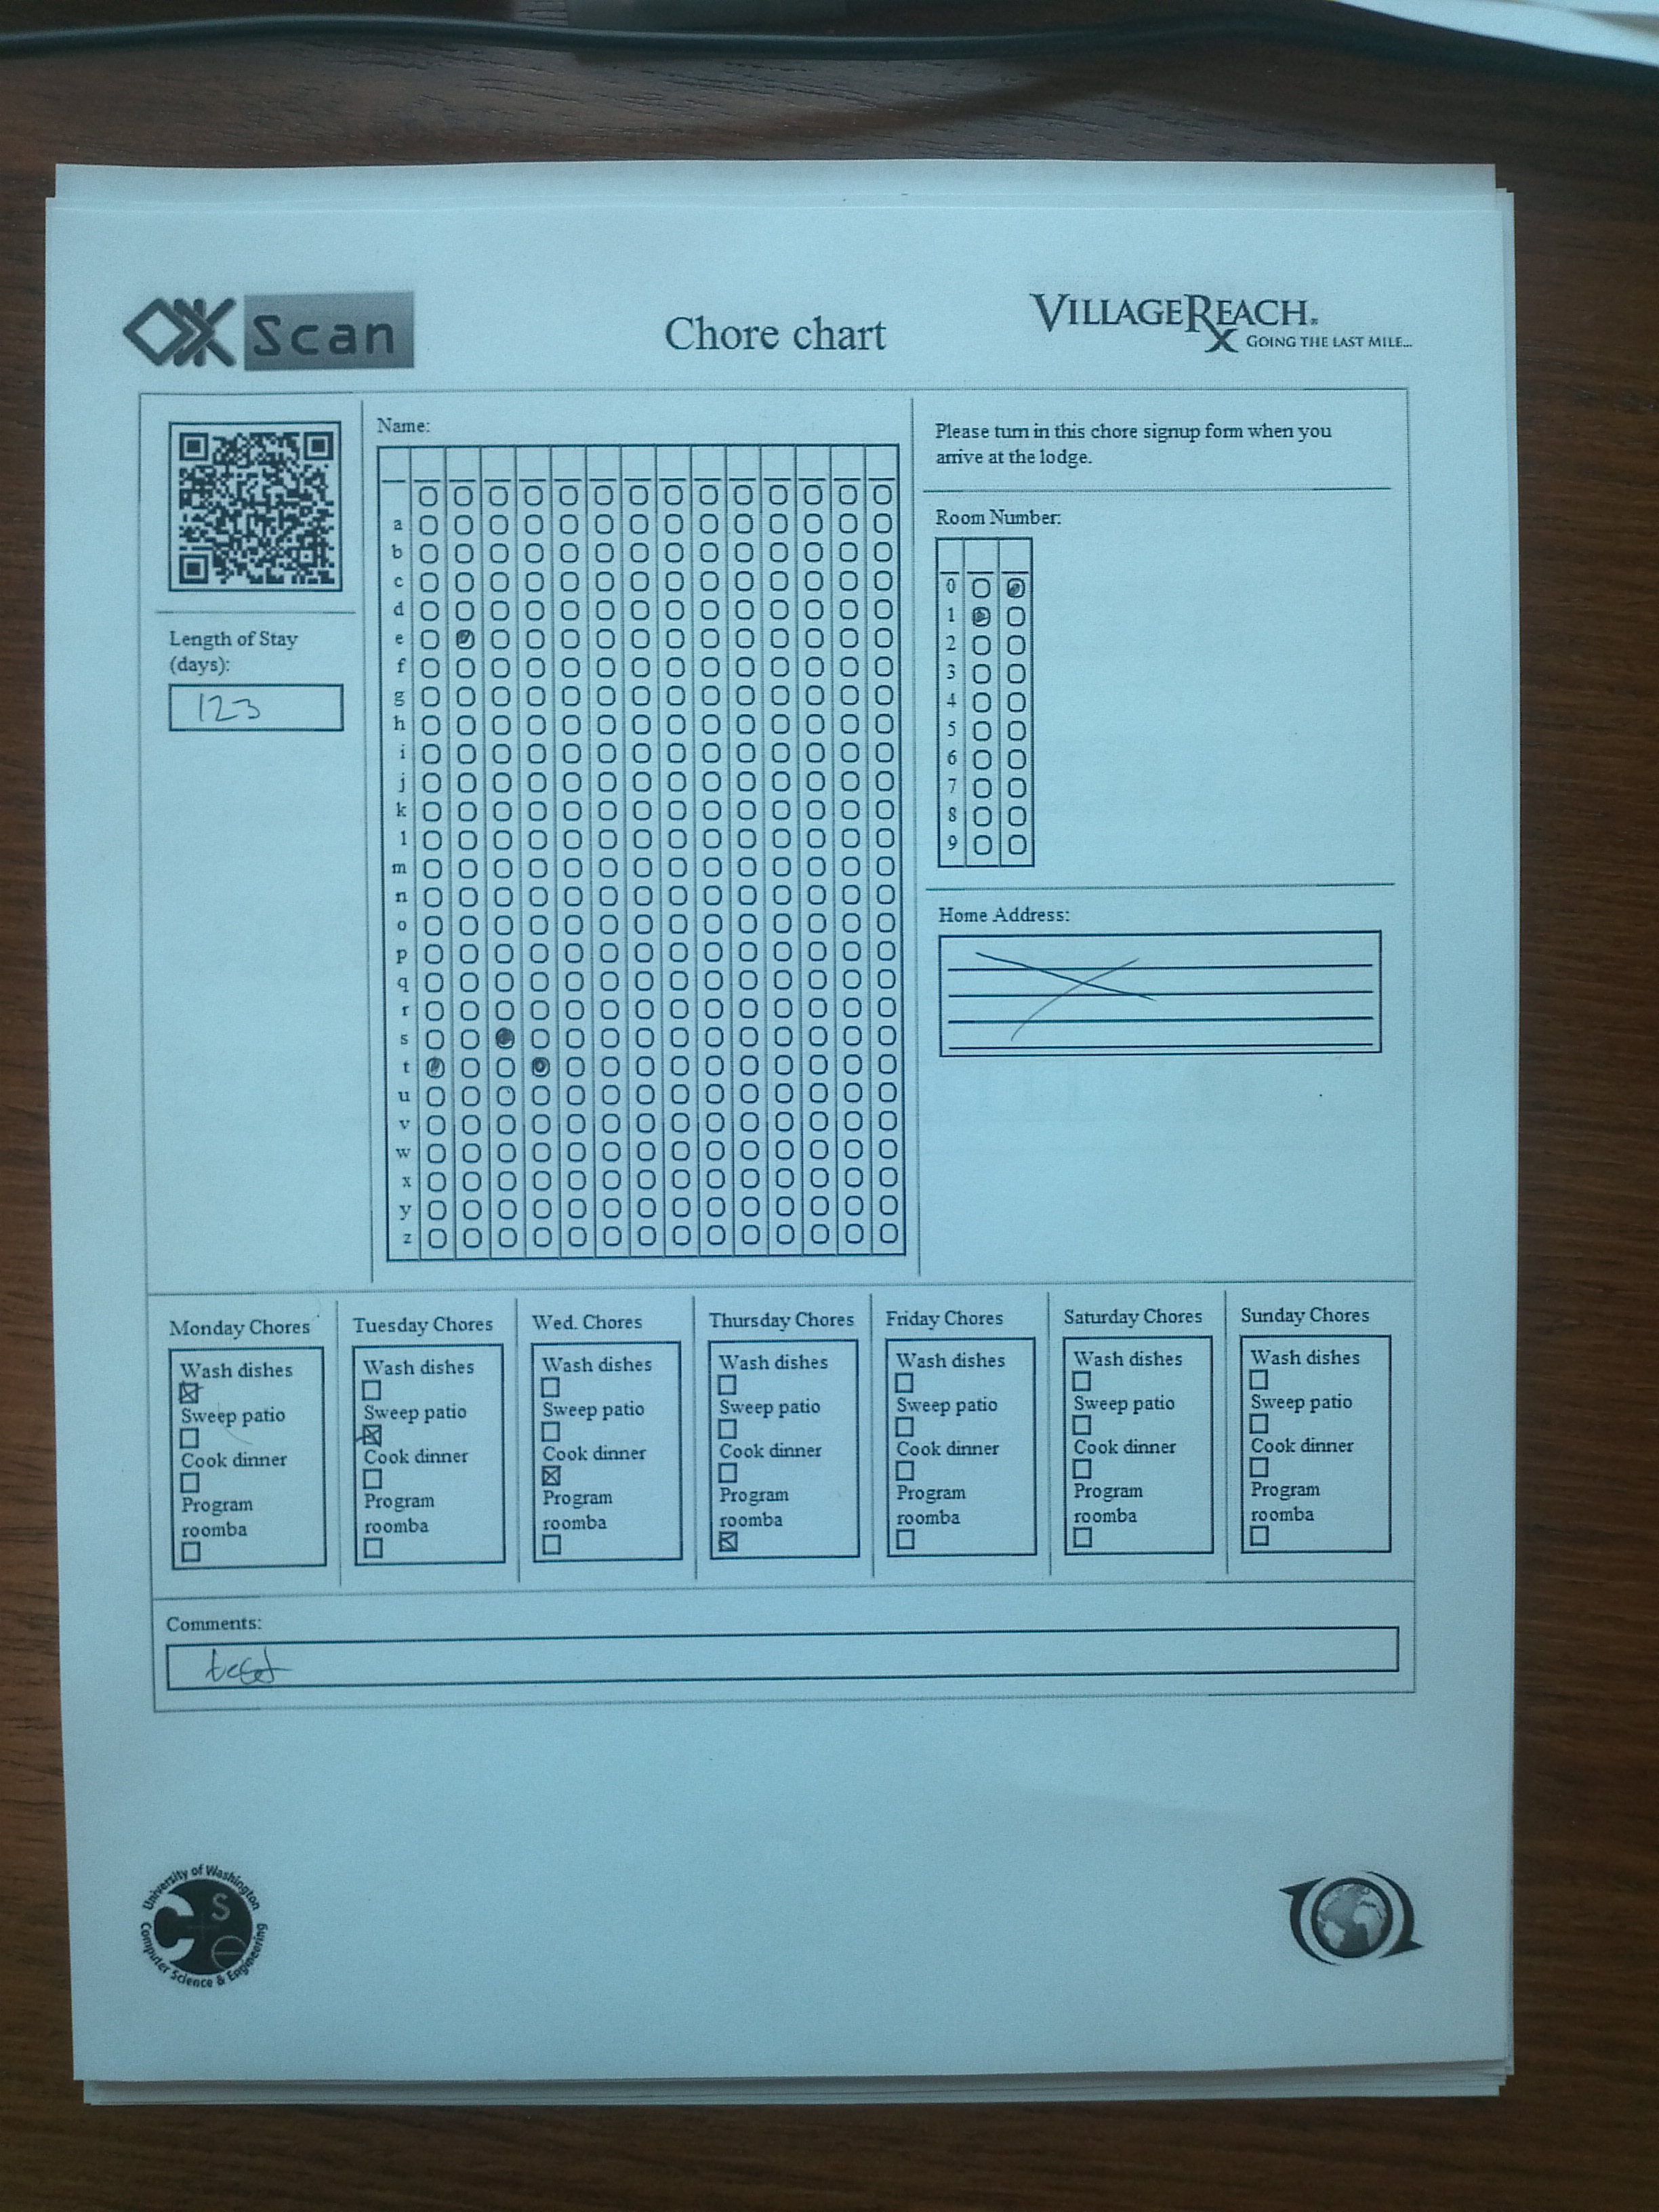 Scan
Chore chart
VILLAGEREACH®
GOING THE LAST MILE...
Length of Stay
(days):
123
Name:
a
b
c
d
e
f
g
h
i
j
k
l
m
n
o
p
q
r
s
t
u
v
w
x
y
z
Please turn in this chore signup form when you
arrive at the lodge.
Room Number:
0
1
2
3
4
5
6
7
8
9
Home Address:
Monday Chores
Wash dishes
Sweep patio
Cook dinner
Program
roomba
Tuesday Chores
Wash dishes
Sweep patio
Cook dinner
Program
roomba
Wed. Chores
Wash dishes
Sweep patio
Cook dinner
Program
roomba
Thursday Chores
Wash dishes
Sweep patio
Cook dinner
Program
roomba
Friday Chores
Wash dishes
Sweep patio
Cook dinner
Program
roomba
Saturday Chores
Wash dishes
Sweep patio
Cook dinner
Program
roomba
Sunday Chores
Wash dishes
Sweep patio
Cook dinner
Program
roomba
Comments:
test
University of Washington
CSe
Computer Science & Engineering